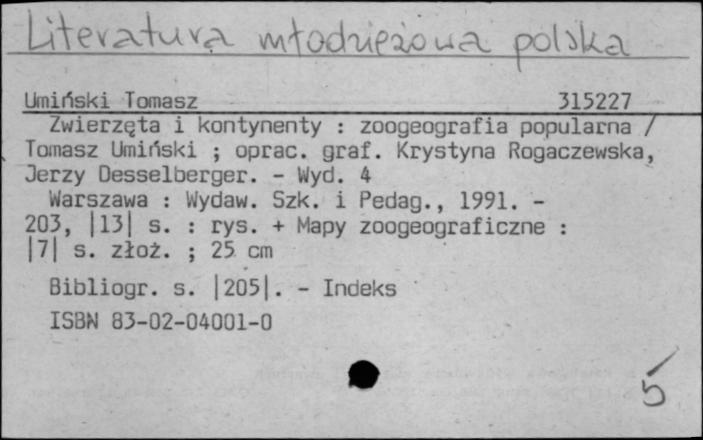 Literatura młodzieżowa polska
Umiński Tomasz 315227
Zwierzęta i kontynenty : zoogeografia popularna /
Tomasz Umiński ; oprac. graf. Krystyna Rogaczewska,
Jerzy Desselberger. - Wyd. 4
Warszawa : Wydaw. Szk. i Pedag., 1991. -
203, |13| s. : rys. + Mapy zoogeograficzne :
|7| s. złoż. ; 25 cm
Bibliogr. s. |205|. - Indeks
ISBN 83-02-04001-0
5